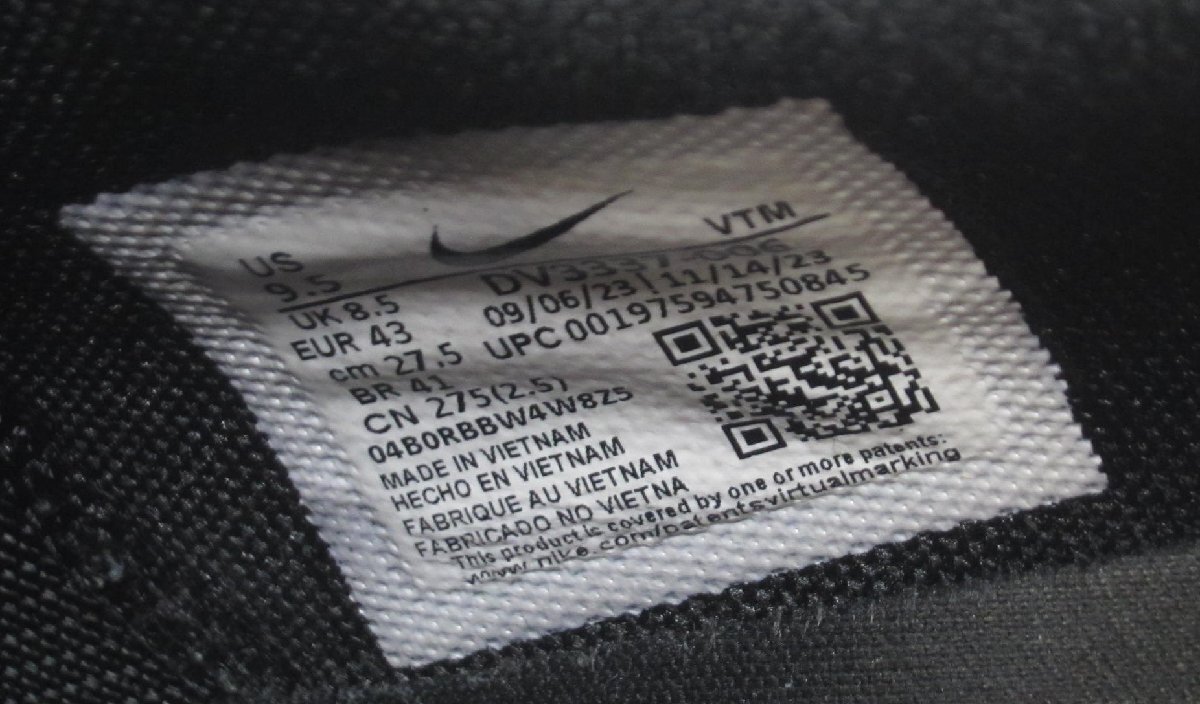 VTM
US
9.5
DV3337-006
UK 8.5
09/06/23 | 11/14/23
EUR 43
UPC 00197594750845
cm 27.5
BR 41
CN 275(2.5)
04B0RBBW4W8Z5
MADE IN VIETNAM
HECHO EN VIETNAM
FABRIQUE AU VIETNAM
FABRICADO NO VIETNA
This product is covered by one or more patents:
www.nike.com/patentsvirtualmarking